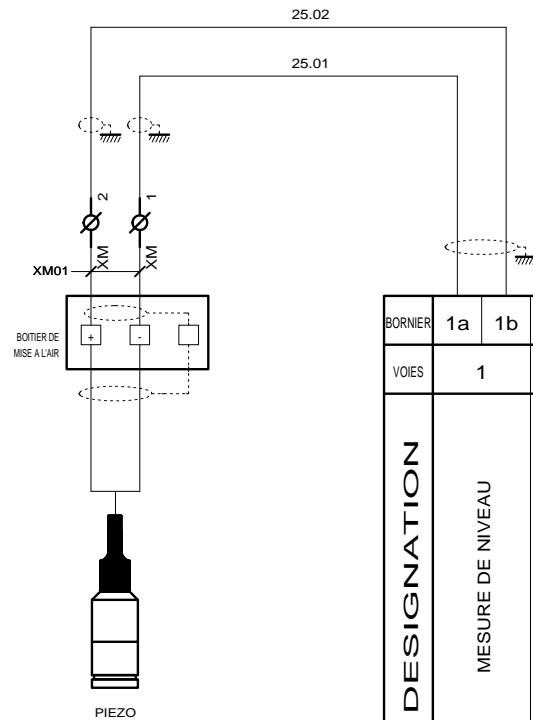 25.02
25.01
2
1
XM
XM
XM01
BOITIER DE
MISE A L'AIR
+
-
PIEZO
BORNIER
1a
1b
VOIES
1
DESIGNATION
MESURE DE NIVEAU